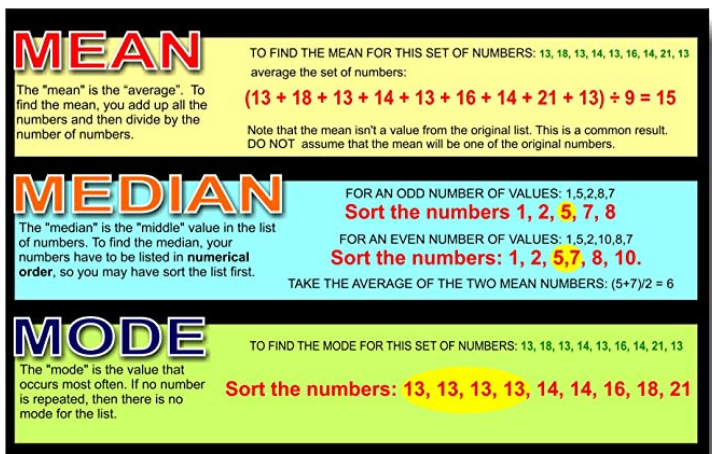 MEAN
The "mean" is the “average”. To
find the mean, you add up all the
numbers and then divide by the
number of numbers.
TO FIND THE MEAN FOR THIS SET OF NUMBERS: 13, 18, 13, 14, 13, 16, 14, 21, 13
average the set of numbers:
(13 + 18 + 13 + 14 + 13 + 16 + 14 + 21 + 13) ÷ 9 = 15
Note that the mean isn't a value from the original list. This is a common result.
DO NOT assume that the mean will be one of the original numbers.
MEDIAN
The "median" is the "middle" value in the list
of numbers. To find the median, your
numbers have to be listed in numerical
order, so you may have sort the list first.
FOR AN ODD NUMBER OF VALUES: 1,5,2,8,7
Sort the numbers 1, 2, 5, 7, 8
FOR AN EVEN NUMBER OF VALUES: 1,5,2,10,8,7
Sort the numbers: 1, 2, 5,7, 8, 10.
TAKE THE AVERAGE OF THE TWO MEAN NUMBERS: (5+7)/2 = 6
MODE
The "mode" is the value that
occurs most often. If no number
is repeated, then there is no
mode for the list.
TO FIND THE MODE FOR THIS SET OF NUMBERS: 13, 18, 13, 14, 13, 16, 14, 21, 13
Sort the numbers: 13, 13, 13, 13, 14, 14, 16, 18, 21